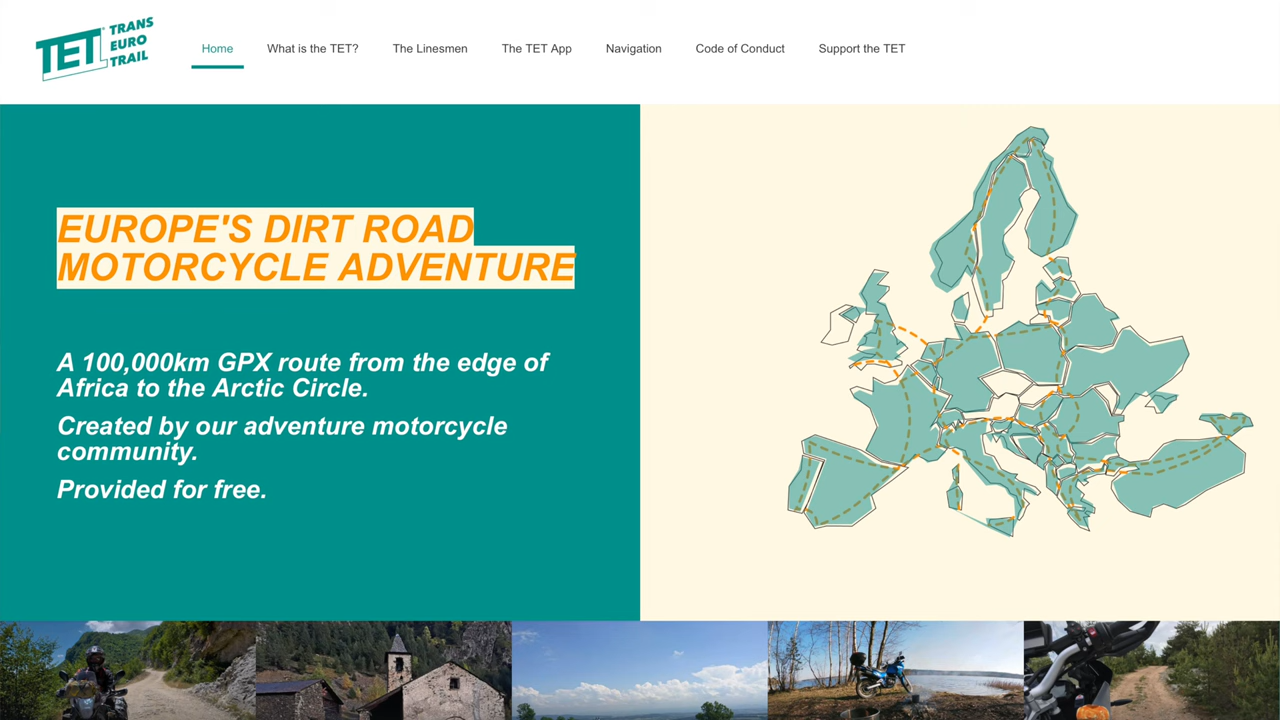 TET TRANS
EURO
TRAIL
Home
What is the TET?
The Linesmen
The TET App
Navigation
Code of Conduct
Support the TET
EUROPE'S DIRT ROAD
MOTORCYCLE ADVENTURE
A 100,000km GPX route from the edge of
Africa to the Arctic Circle.
Created by our adventure motorcycle
community.
Provided for free.